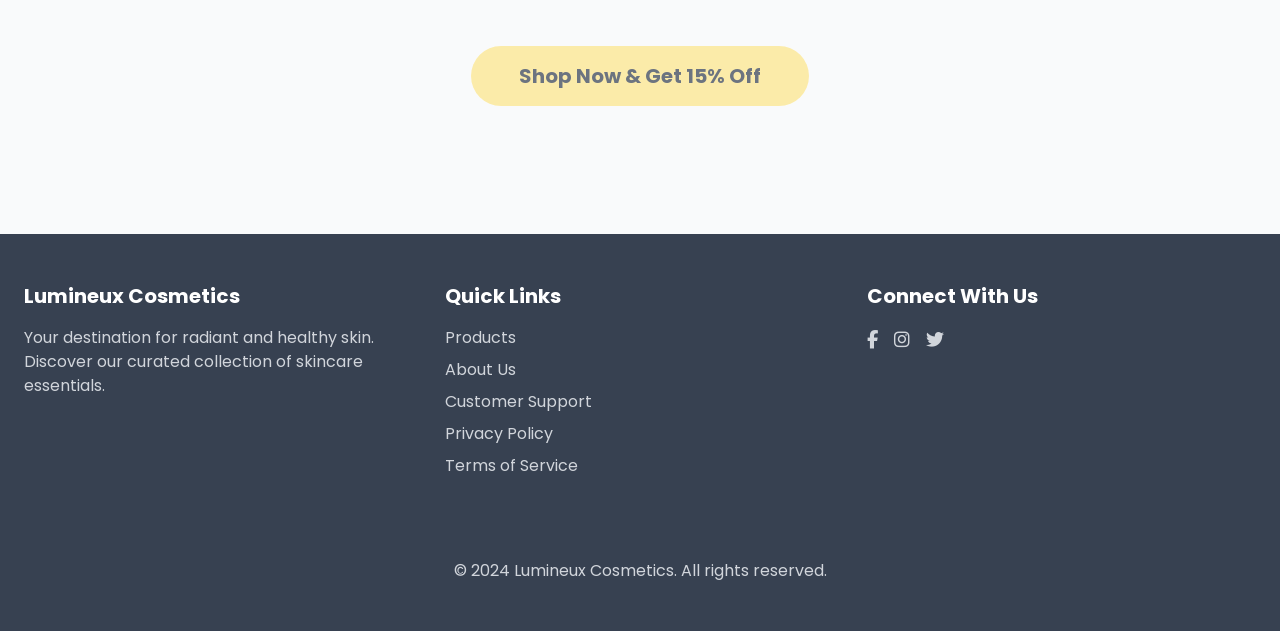 Shop Now & Get 15% Off
Lumineux Cosmetics
Your destination for radiant and healthy skin.
Discover our curated collection of skincare
essentials.
Quick Links
Products
About Us
Customer Support
Privacy Policy
Terms of Service
Connect With Us
© 2024 Lumineux Cosmetics. All rights reserved.